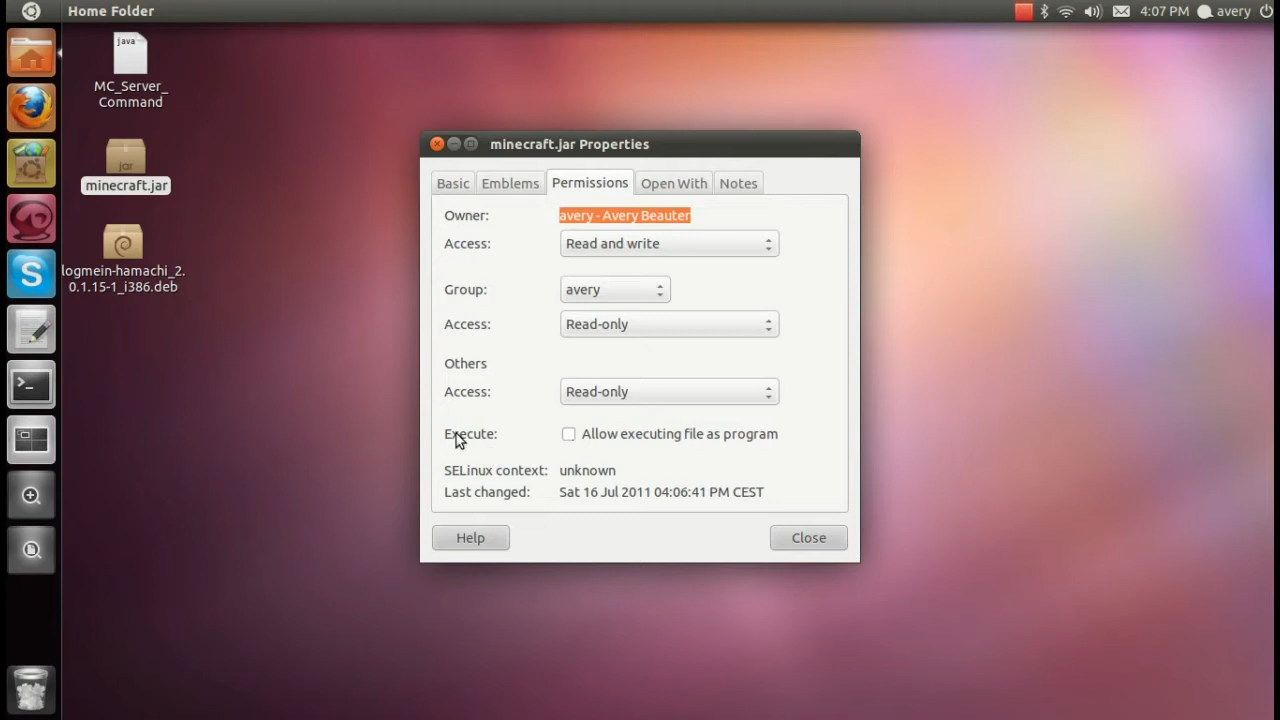 Home Folder
4:07 PM avery
java
MC_Server_
Command
jar
minecraft.jar
logmein-hamachi_2.
0.1.15-1_i386.deb
S
>_
minecraft.jar Properties
Basic Emblems Permissions Open With Notes
Owner: avery - Avery Beauter
Access: Read and write
Group: avery
Access: Read-only
Others
Access: Read-only
Execute: Allow executing file as program
SELinux context: unknown
Last changed: Sat 16 Jul 2011 04:06:41 PM CEST
Help Close